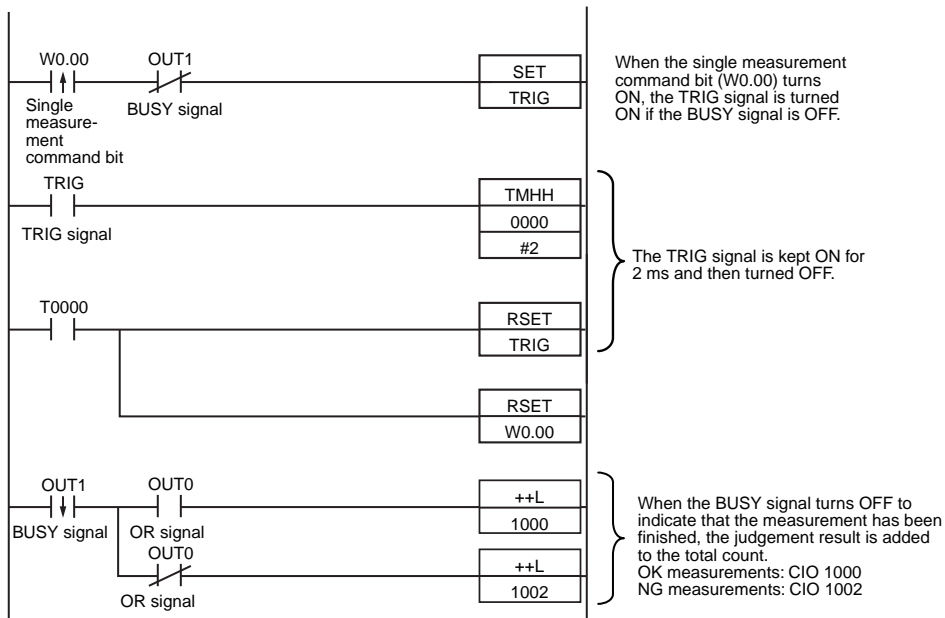 W0.00
OUT1
SET
TRIG
Single
measure-
ment
command bit
BUSY signal
When the single measurement
command bit (W0.00) turns
ON, the TRIG signal is turned
ON if the BUSY signal is OFF.
TRIG
TRIG signal
TMHH
0000
#2
The TRIG signal is kept ON for
2 ms and then turned OFF.
T0000
RSET
TRIG
RSET
W0.00
OUT1
BUSY signal
OUT0
OR signal
++L
1000
OUT0
OR signal
++L
1002
When the BUSY signal turns OFF to
indicate that the measurement has been
finished, the judgement result is added
to the total count.
OK measurements: CIO 1000
NG measurements: CIO 1002